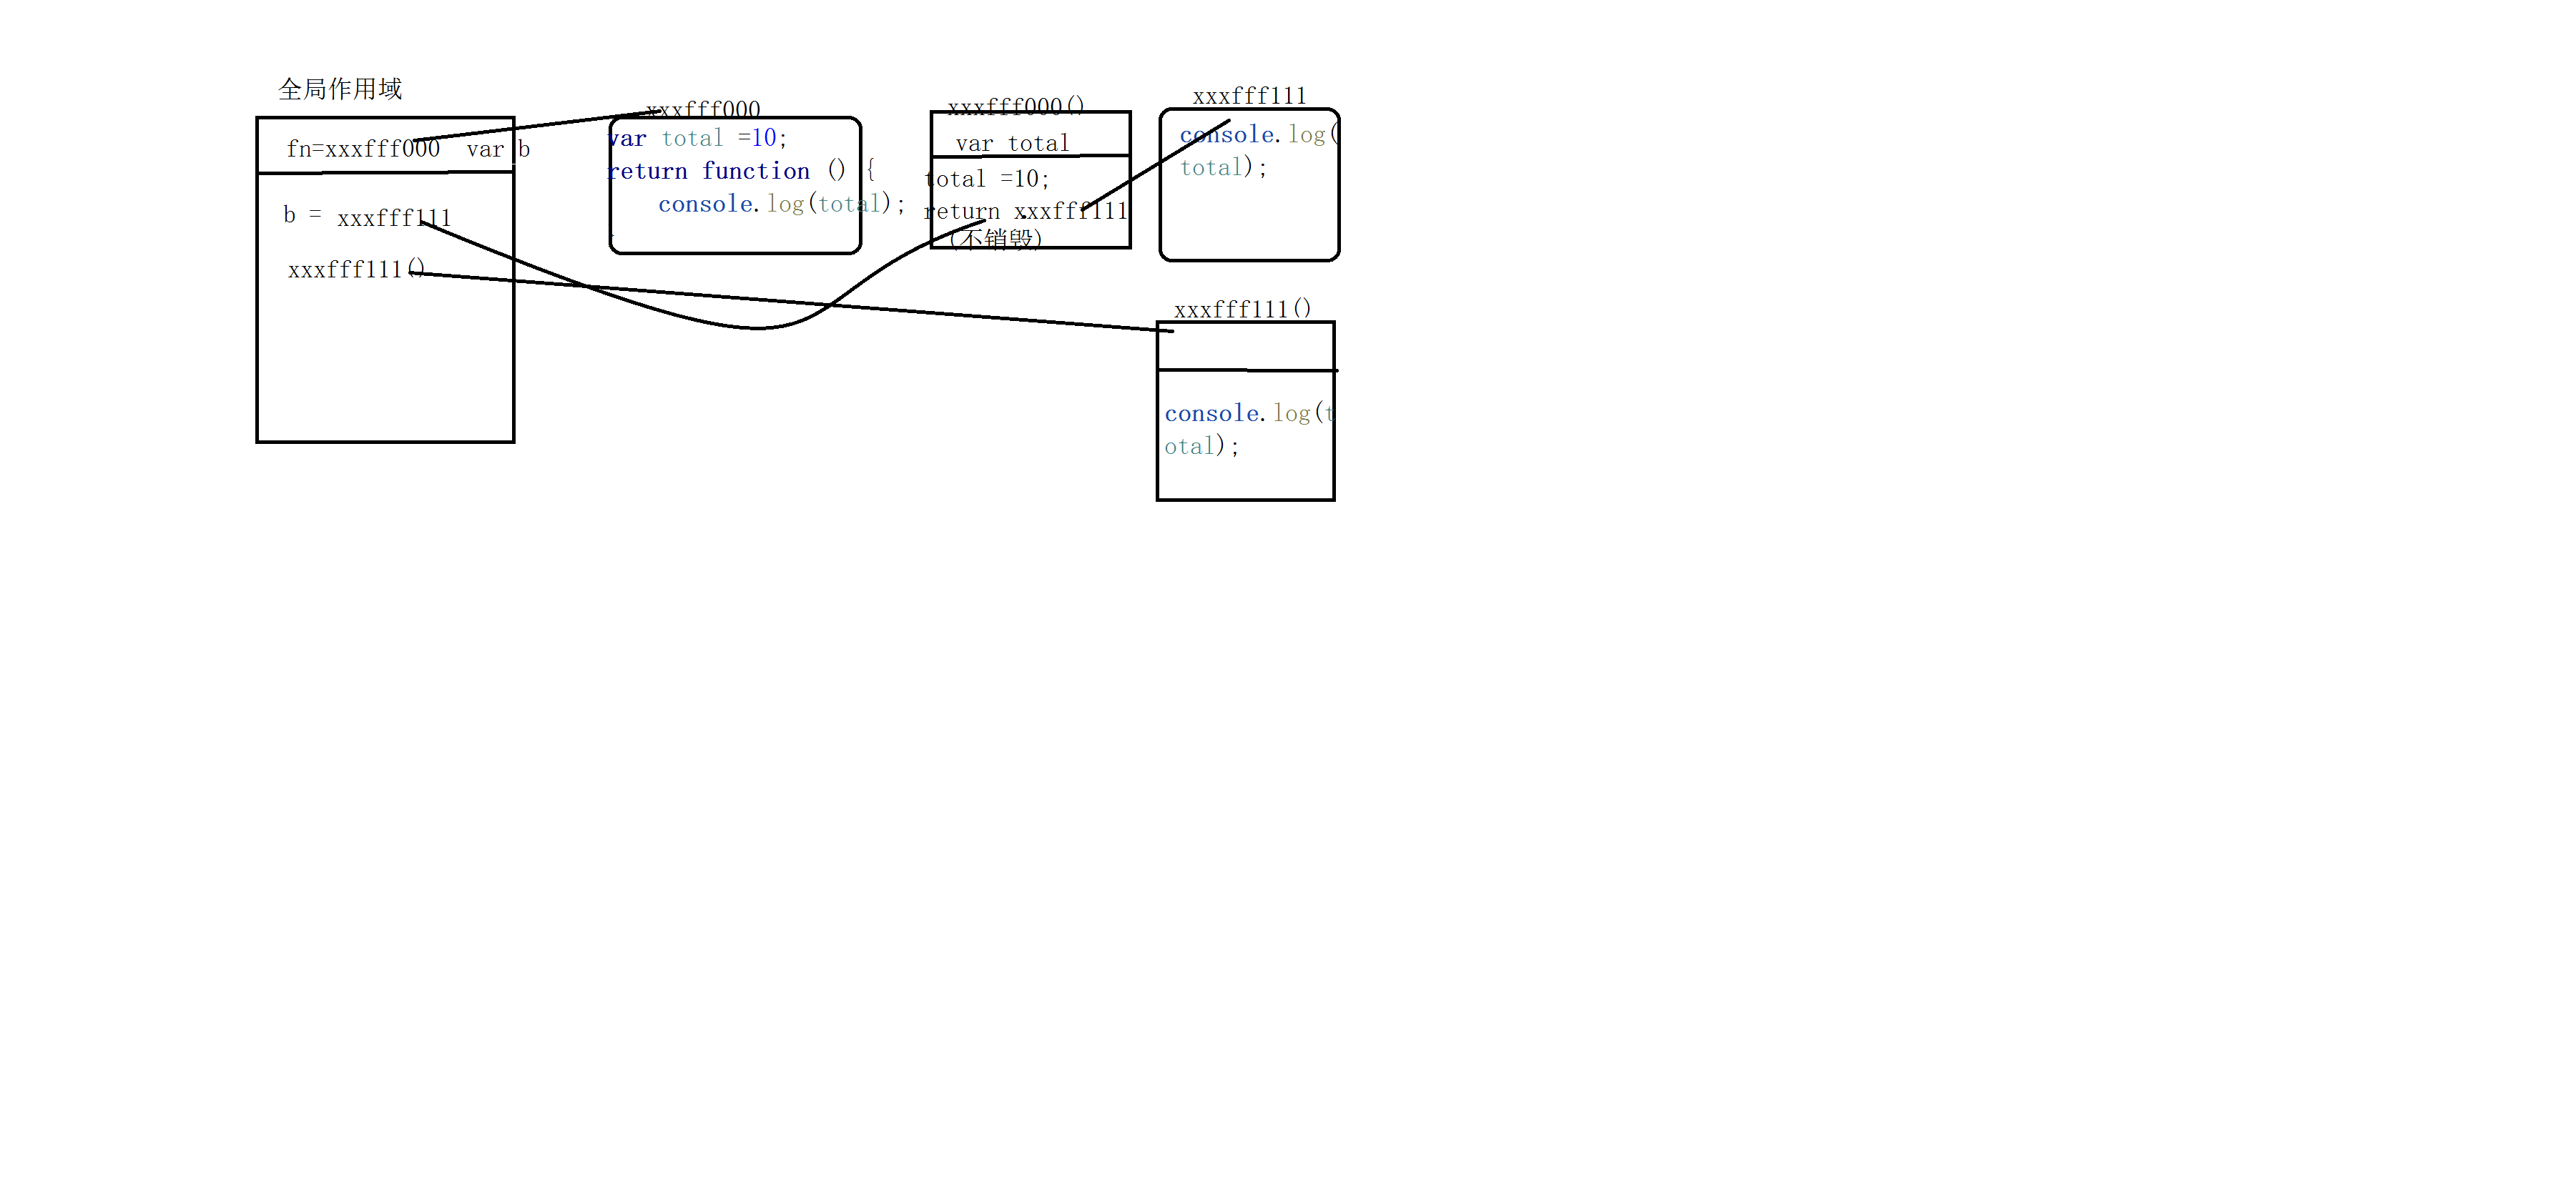 全局作用域
fn=xxxfff000 var b
b = xxxfff111
xxxfff111()
xxxfff000
var total =10;
return function () {
console.log(total);
xxxfff000()
var total
total =10;
return xxxfff111
(不销毁)
xxxfff111
console.log(
total);
xxxfff111()
console.log(t
otal);